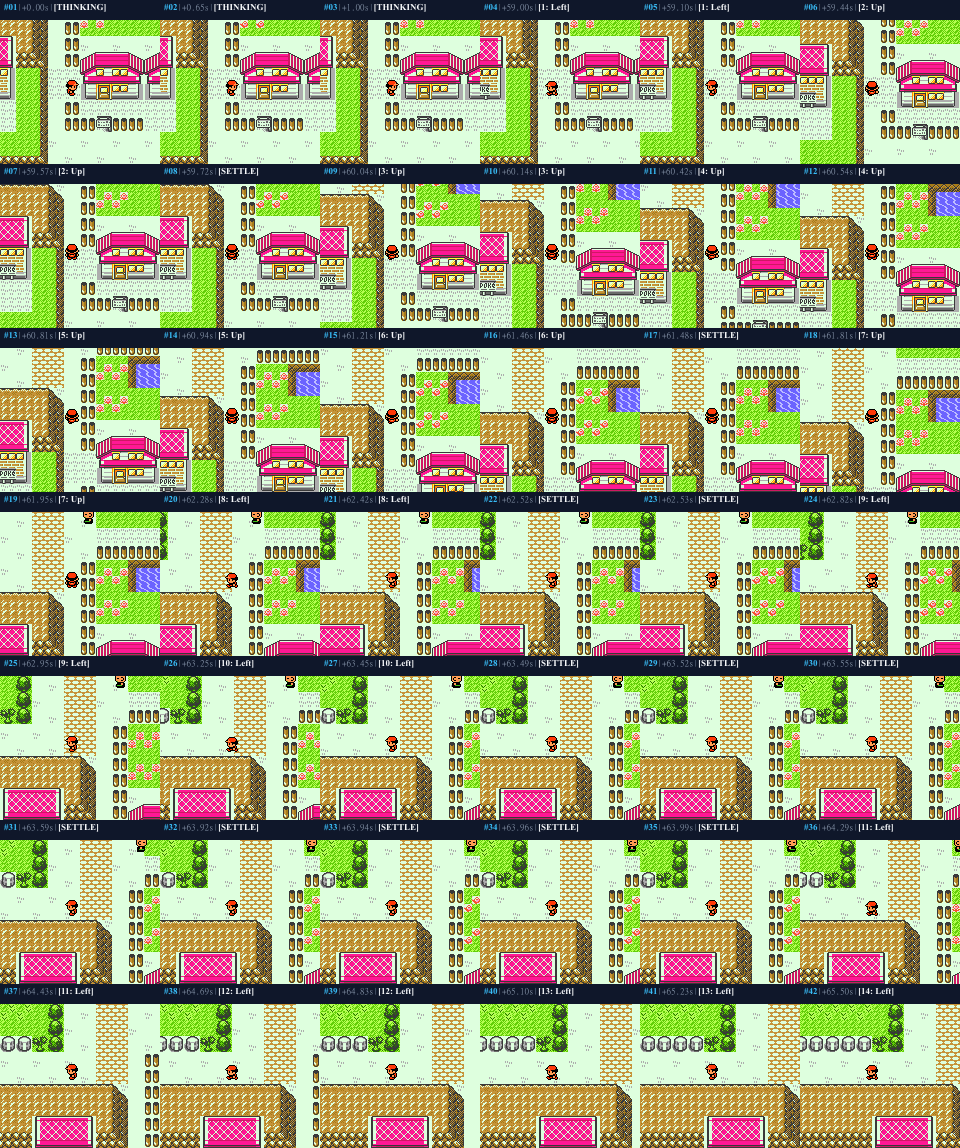 #01|+0.00s|[THINKING] #02|+0.65s|[THINKING] #03|+1.00s|[THINKING] #04|+59.00s|[1: Left] #05|+59.10s|[1: Left] #06|+59.44s|[2: Up]
POKE POKE
#07|+59.57s|[2: Up] #08|+59.72s|[SETTLE] #09|+60.04s|[3: Up] #10|+60.14s|[3: Up] #11|+60.42s|[4: Up] #12|+60.54s|[4: Up]
POKE POKE POKE POKE POKE POKE
#13|+60.81s|[5: Up] #14|+60.94s|[5: Up] #15|+61.21s|[6: Up] #16|+61.46s|[6: Up] #17|+61.48s|[SETTLE] #18|+61.81s|[7: Up]
POKE POKE
#19|+61.95s|[7: Up] #20|+62.28s|[8: Left] #21|+62.42s|[8: Left] #22|+62.52s|[SETTLE] #23|+62.53s|[SETTLE] #24|+62.82s|[9: Left]
#25|+62.95s|[9: Left] #26|+63.25s|[10: Left] #27|+63.45s|[10: Left] #28|+63.49s|[SETTLE] #29|+63.52s|[SETTLE] #30|+63.55s|[SETTLE]
#31|+63.59s|[SETTLE] #32|+63.92s|[SETTLE] #33|+63.94s|[SETTLE] #34|+63.96s|[SETTLE] #35|+63.99s|[SETTLE] #36|+64.29s|[11: Left]
#37|+64.43s|[11: Left] #38|+64.69s|[12: Left] #39|+64.83s|[12: Left] #40|+65.10s|[13: Left] #41|+65.23s|[13: Left] #42|+65.50s|[14: Left]